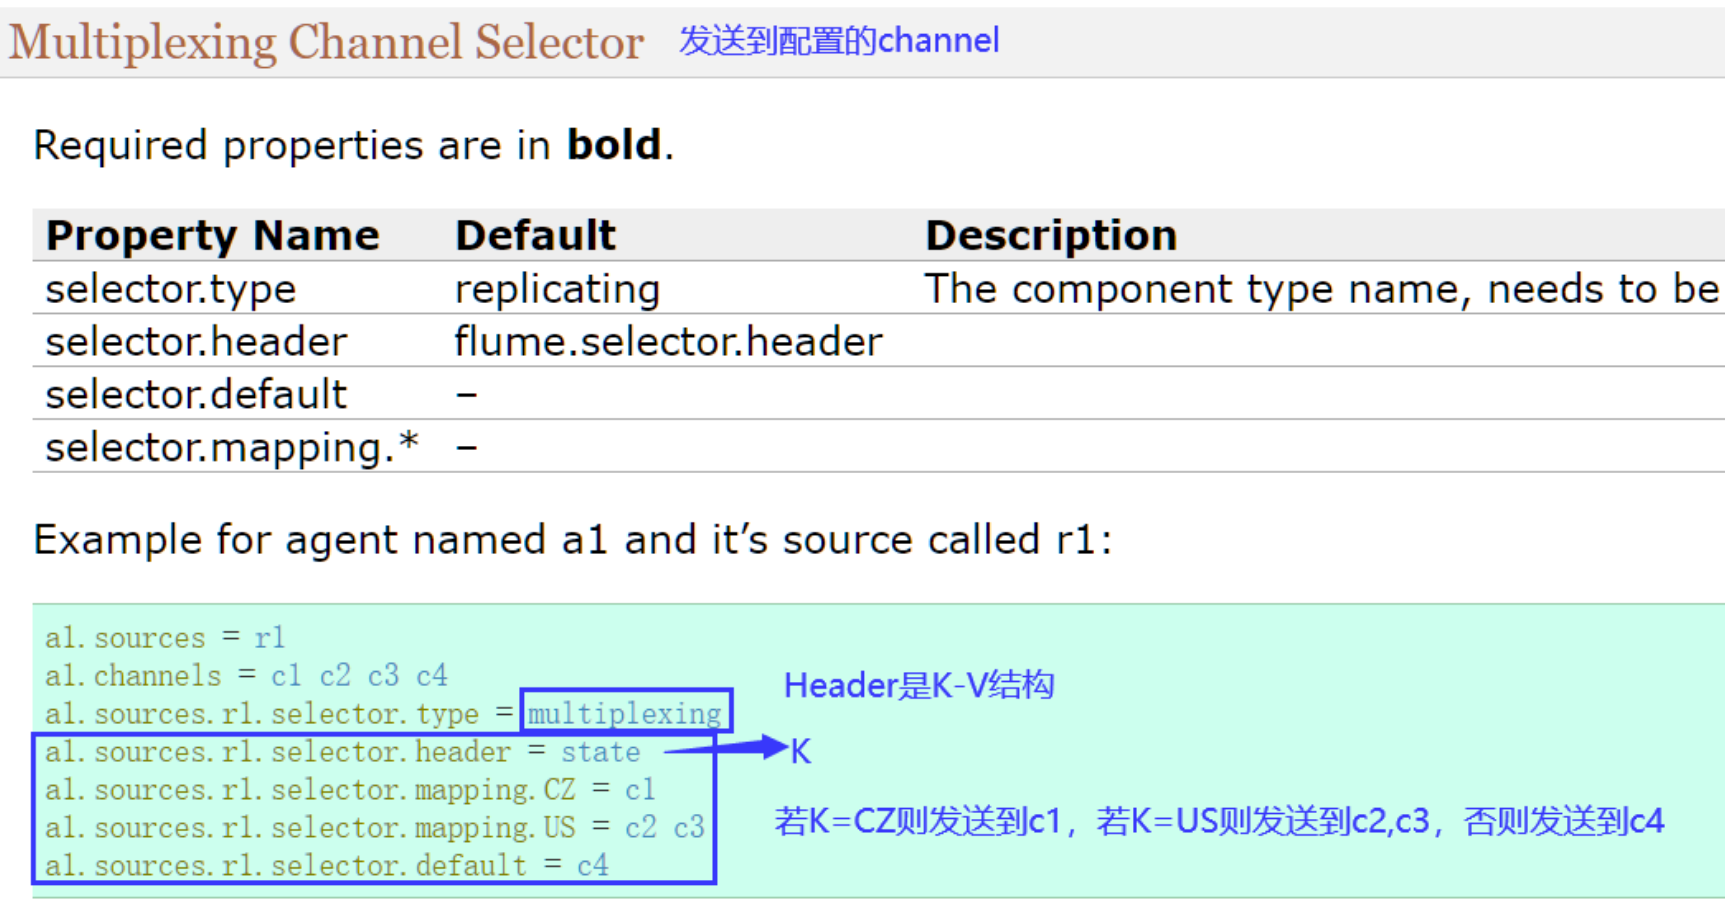 Multiplexing Channel Selector 发送到配置的channel
Required properties are in bold.
Property Name Default Description
selector.type replicating The component type name, needs to be
selector.header flume.selector.header
selector.default –
selector.mapping.* –
Example for agent named a1 and it’s source called r1:
a1.sources = r1
a1.channels = c1 c2 c3 c4
Header是K-V结构
a1.sources.r1.selector.type = multiplexing
a1.sources.r1.selector.header = state K
a1.sources.r1.selector.mapping.CZ = c1
a1.sources.r1.selector.mapping.US = c2 c3 若K=CZ则发送到c1，若K=US则发送到c2,c3，否则发送到c4
a1.sources.r1.selector.default = c4